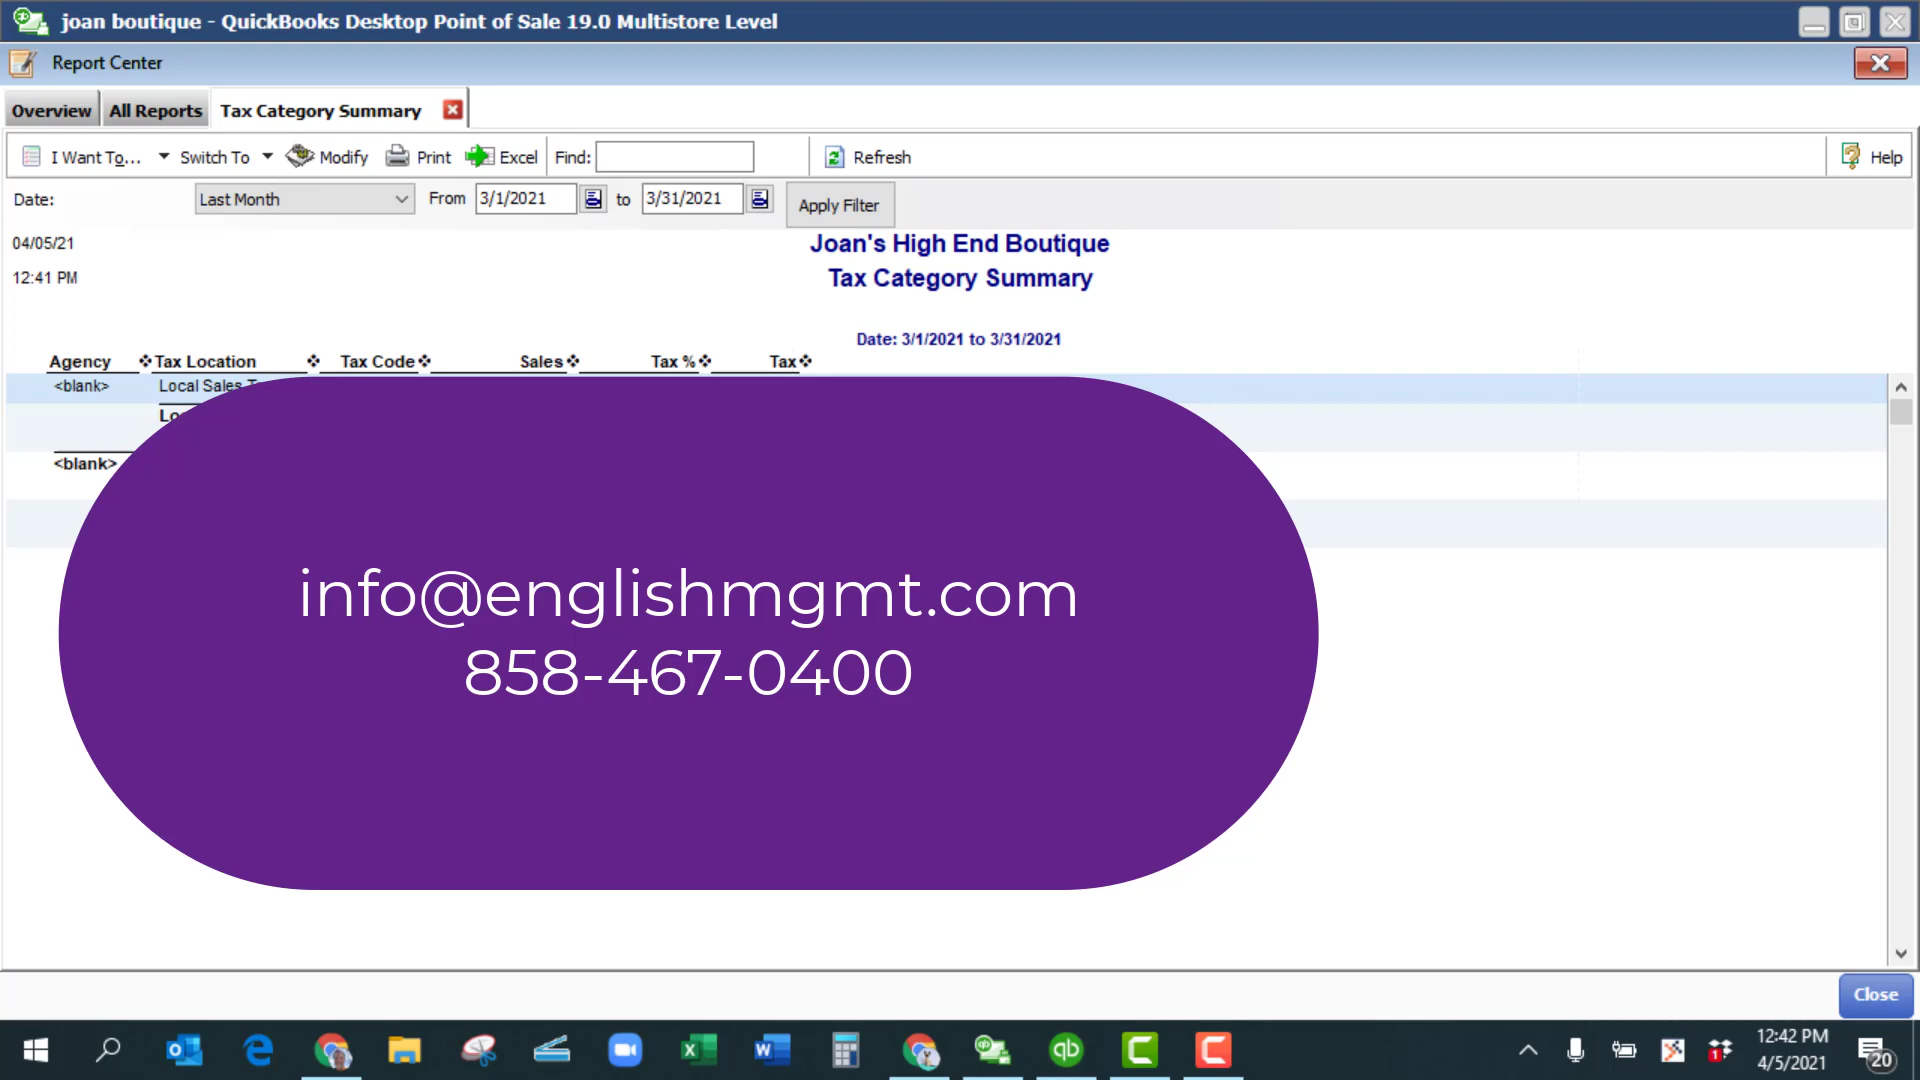 joan boutique - QuickBooks Desktop Point of Sale 19.0 Multistore Level
Report Center
Overview All Reports Tax Category Summary
I Want To... Switch To Modify Print Excel Find: Refresh Help
Date: Last Month From 3/1/2021 to 3/31/2021 Apply Filter
04/05/21
Joan's High End Boutique
12:41 PM
Tax Category Summary
Date: 3/1/2021 to 3/31/2021
Agency Tax Location Tax Code Sales Tax % Tax
<blank> Local Sales
<blank>
info@englishmgmt.com
858-467-0400
Close
12:42 PM
4/5/2021
20